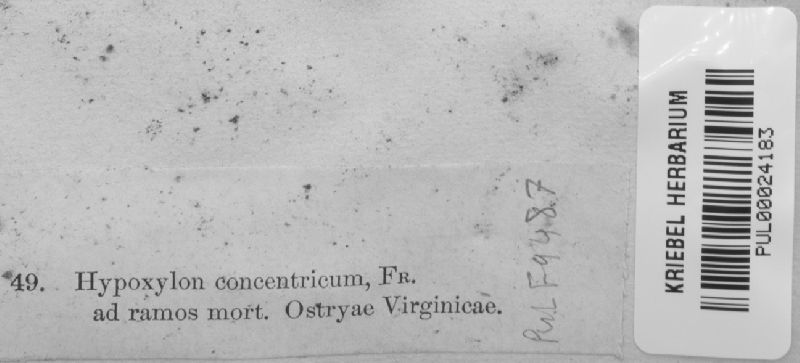 49. Hypoxylon concentricum, FR.
ad ramos mort. Ostryae Virginicae.
PUL F9487
KRIEBEL HERBARIUM
PUL00024183